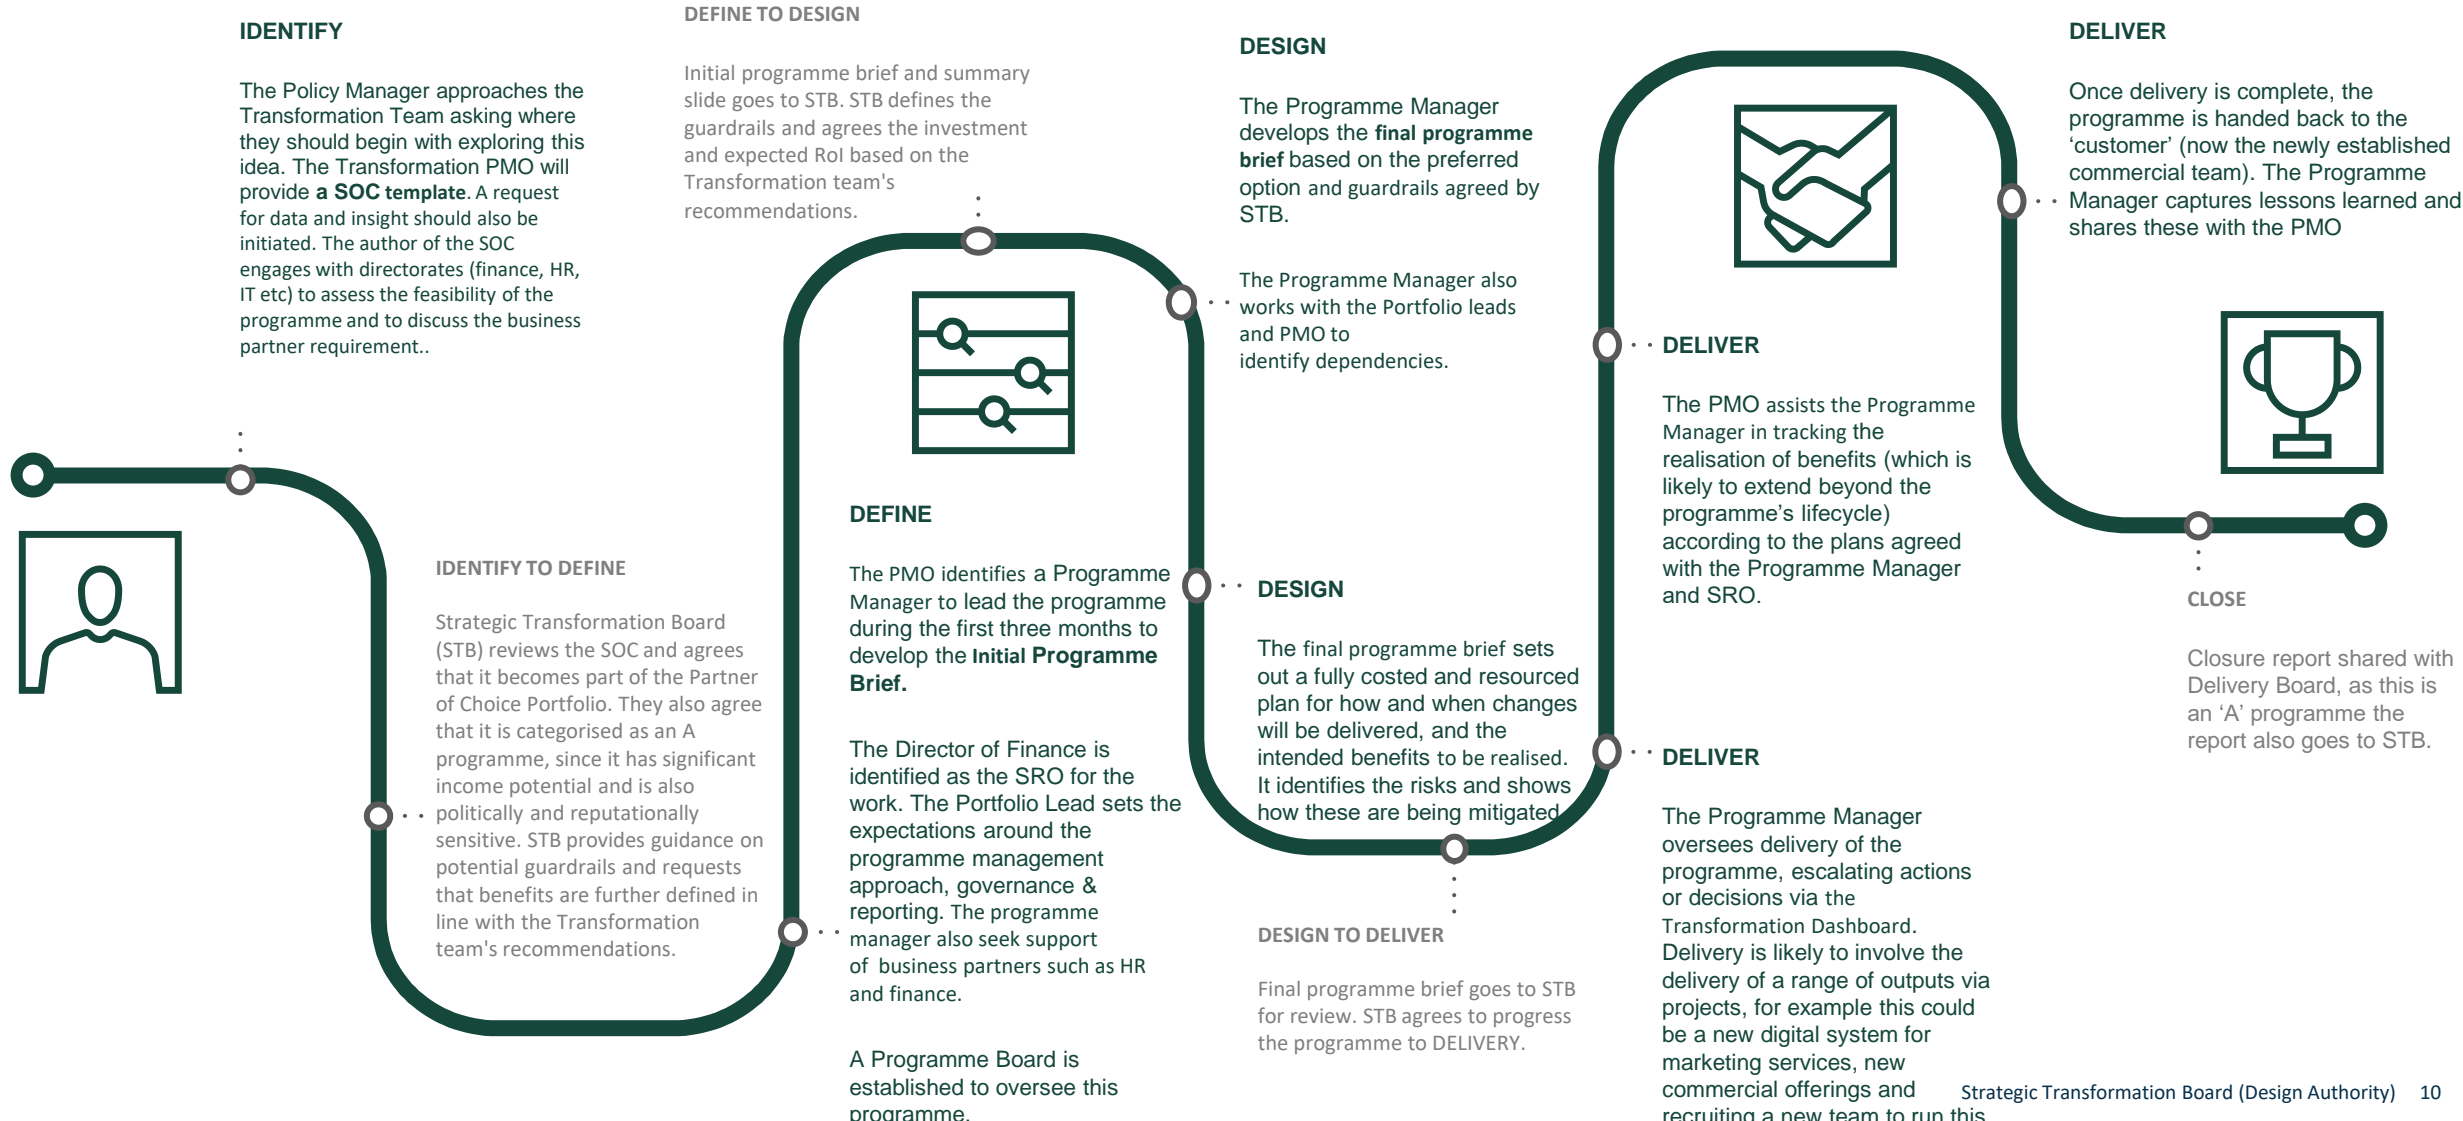 IDENTIFY
The Policy Manager approaches the
Transformation Team asking where
they should begin with exploring this
idea. The Transformation PMO will
provide a SOC template. A request
for data and insight should also be
initiated. The author of the SOC
engages with directorates (finance, HR,
IT etc) to assess the feasibility of the
programme and to discuss the business
partner requirement..
IDENTIFY TO DEFINE
Strategic Transformation Board
(STB) reviews the SOC and agrees
that it becomes part of the Partner
of Choice Portfolio. They also agree
that it is categorised as an A
programme, since it has significant
income potential and is also
politically and reputationally
sensitive. STB provides guidance on
potential guardrails and requests
that benefits are further defined in
line with the Transformation
team's recommendations.
DEFINE TO DESIGN
Initial programme brief and summary
slide goes to STB. STB defines the
guardrails and agrees the investment
and expected RoI based on the
Transformation team's
recommendations.
DEFINE
The PMO identifies a Programme
Manager to lead the programme
during the first three months to
develop the Initial Programme
Brief.
The Director of Finance is
identified as the SRO for the
work. The Portfolio Lead sets the
expectations around the
programme management
approach, governance &
reporting. The programme
manager also seek support
of  business partners such as HR
and finance.
A Programme Board is
established to oversee this
programme.
DESIGN
The Programme Manager
develops the final programme
brief based on the preferred
option and guardrails agreed by
STB.
The Programme Manager also
works with the Portfolio leads
and PMO to
identify dependencies.
DESIGN
The final programme brief sets
out a fully costed and resourced
plan for how and when changes
will be delivered, and the
intended benefits to be realised.
It identifies the risks and shows
how these are being mitigated
DESIGN TO DELIVER
Final programme brief goes to STB
for review. STB agrees to progress
the programme to DELIVERY.
DELIVER
The PMO assists the Programme
Manager in tracking the
realisation of benefits (which is
likely to extend beyond the
programme’s lifecycle)
according to the plans agreed
with the Programme Manager
and SRO.
DELIVER
The Programme Manager
oversees delivery of the
programme, escalating actions
or decisions via the
Transformation Dashboard.
Delivery is likely to involve the
delivery of a range of outputs via
projects, for example this could
be a new digital system for
marketing services, new
commercial offerings and
recruiting a new team to run this
DELIVER
Once delivery is complete, the
programme is handed back to the
‘customer’ (now the newly established
commercial team). The Programme
Manager captures lessons learned and
shares these with the PMO
CLOSE
Closure report shared with
Delivery Board, as this is
an ‘A’ programme the
report also goes to STB.
Strategic Transformation Board (Design Authority) 10